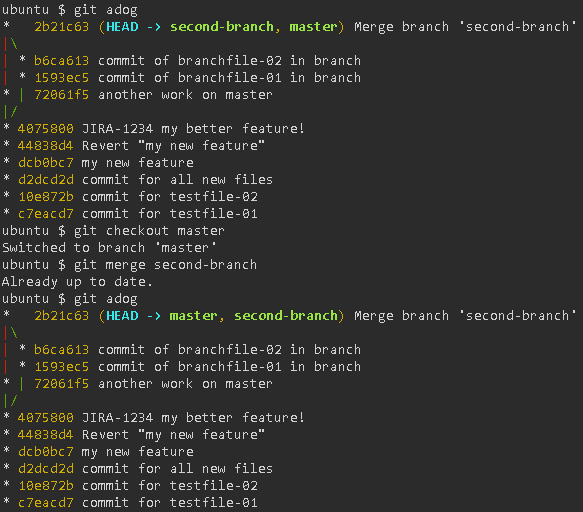 ubuntu $ git adog
*   2b21c63 (HEAD -> second-branch, master) Merge branch 'second-branch'
|\
| * b6ca613 commit of branchfile-02 in branch
| * 1593ec5 commit of branchfile-01 in branch
* | 72061f5 another work on master
|/
* 4075800 JIRA-1234 my better feature!
* 44838d4 Revert "my new feature"
* dcb0bc7 my new feature
* d2dcd2d commit for all new files
* 10e872b commit for testfile-02
* c7eacd7 commit for testfile-01
ubuntu $ git checkout master
Switched to branch 'master'
ubuntu $ git merge second-branch
Already up to date.
ubuntu $ git adog
*   2b21c63 (HEAD -> master, second-branch) Merge branch 'second-branch'
|\
| * b6ca613 commit of branchfile-02 in branch
| * 1593ec5 commit of branchfile-01 in branch
* | 72061f5 another work on master
|/
* 4075800 JIRA-1234 my better feature!
* 44838d4 Revert "my new feature"
* dcb0bc7 my new feature
* d2dcd2d commit for all new files
* 10e872b commit for testfile-02
* c7eacd7 commit for testfile-01